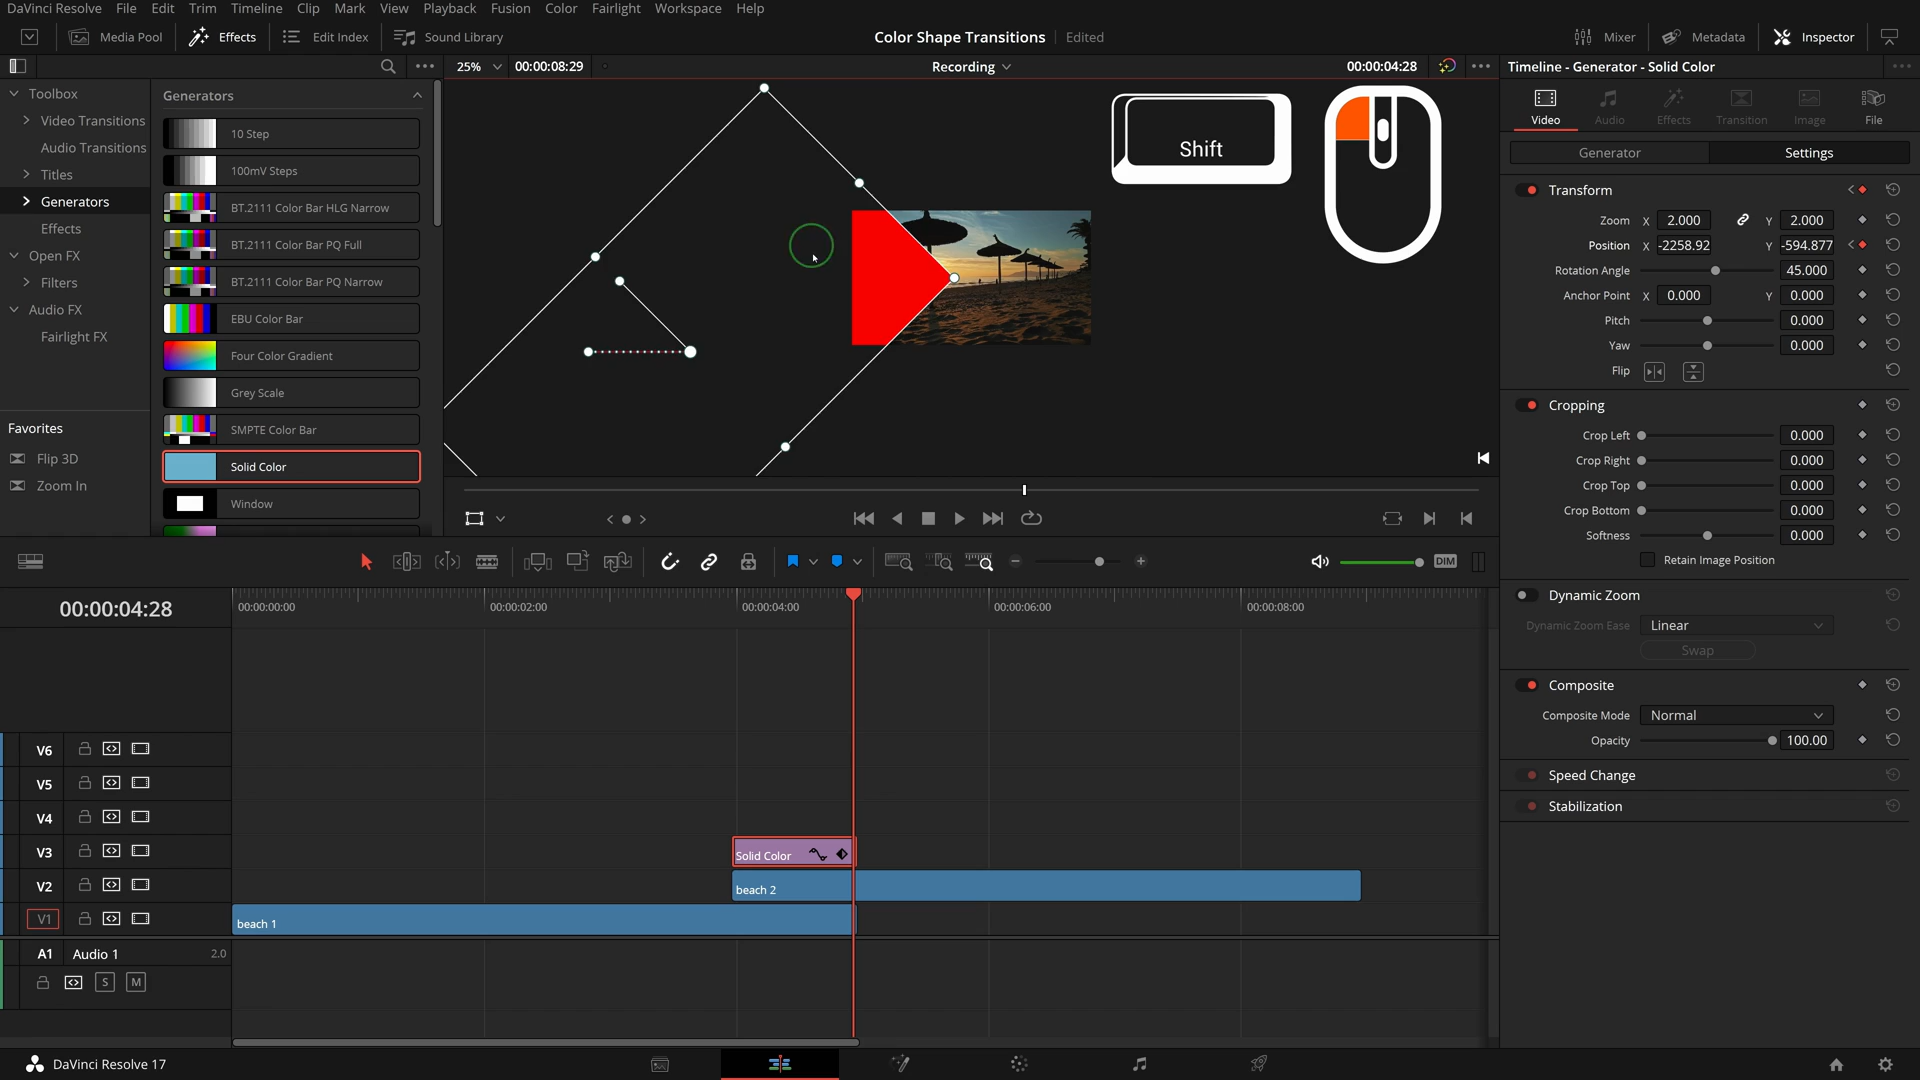 DaVinci Resolve File Edit Trim Timeline Clip Mark View Playback Fusion Color Fairlight Workspace Help
Media Pool Effects Edit Index Sound Library Color Shape Transitions Edited Mixer Metadata Inspector
25% 00:00:08:29 Recording 00:00:04:28 Timeline - Generator - Solid Color
Toolbox
Video Transitions
Audio Transitions
Titles
Generators
Effects
Open FX
Filters
Audio FX
Fairlight FX
Favorites
Flip 3D
Zoom In
Generators
10 Step
100mV Steps
BT.2111 Color Bar HLG Narrow
BT.2111 Color Bar PQ Full
BT.2111 Color Bar PQ Narrow
EBU Color Bar
Four Color Gradient
Grey Scale
SMPTE Color Bar
Solid Color
Window
Shift
Video Audio Effects Transition Image File
Generator Settings
Transform
Zoom X 2.000 Y 2.000
Position X -2258.92 Y -594.877
Rotation Angle 45.000
Anchor Point X 0.000 Y 0.000
Pitch 0.000
Yaw 0.000
Flip
Cropping
Crop Left 0.000
Crop Right 0.000
Crop Top 0.000
Crop Bottom 0.000
Softness 0.000
Retain Image Position
Dynamic Zoom
Dynamic Zoom Ease Linear
Swap
Composite
Composite Mode Normal
Opacity 100.00
Speed Change
Stabilization
DIM
00:00:04:28
00:00:00:00 00:00:02:00 00:00:04:00 00:00:06:00 00:00:08:00
V6
V5
V4
V3 Solid Color
V2 beach 2
V1 beach 1
A1 Audio 1 2.0
S M
DaVinci Resolve 17